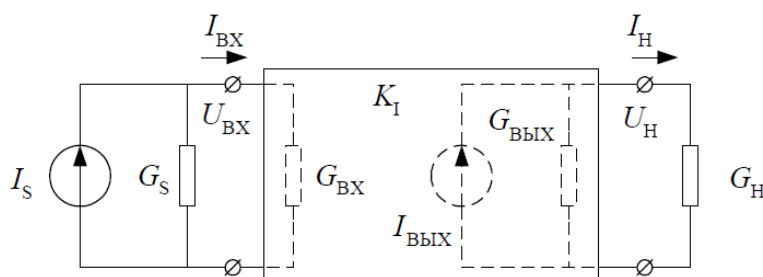 I_ВХ
I_Н
K_I
U_ВХ
G_ВЫХ
U_Н
I_S
G_S
G_ВХ
G_Н
I_ВЫХ